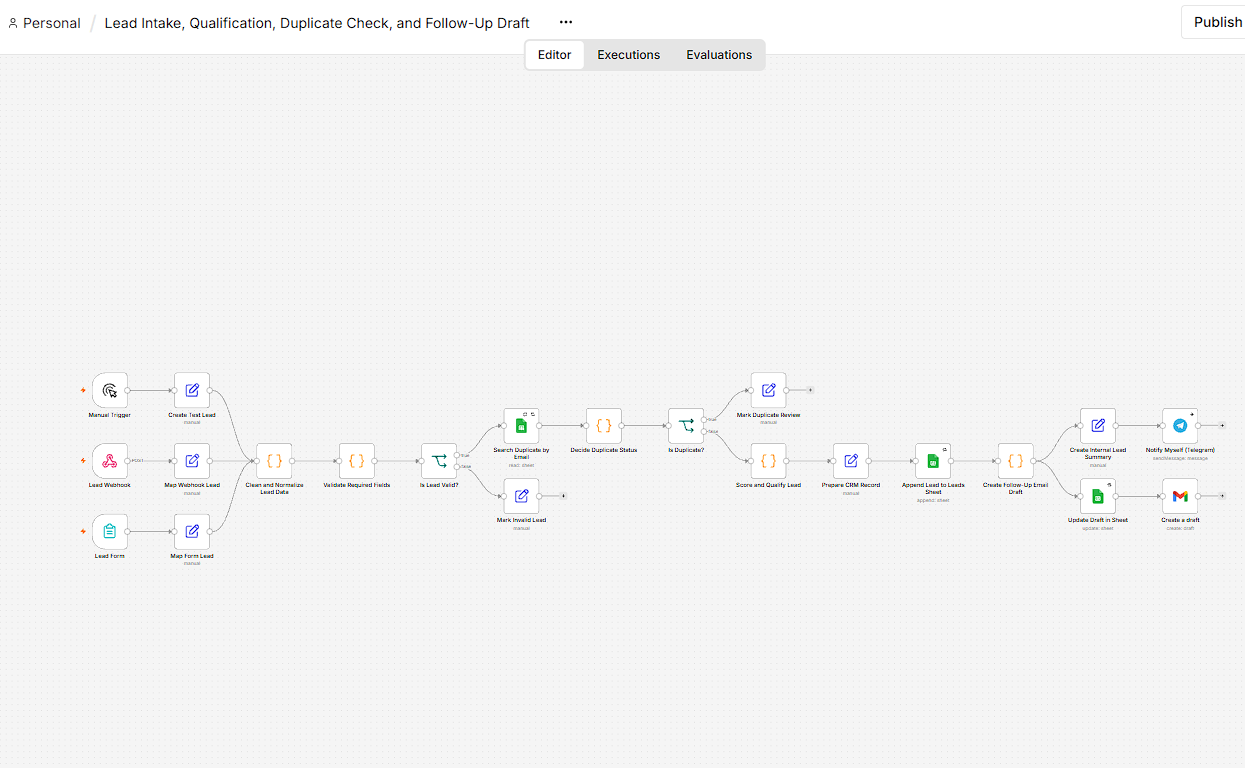 Personal / Lead Intake, Qualification, Duplicate Check, and Follow-Up Draft
Publish
Editor
Executions
Evaluations
Manual Trigger
Create Test Lead
manual
Mark Duplicate Review
manual
true
false
Search Duplicate by
Email
read: sheet
Decide Duplicate Status
Is Duplicate?
Create Internal Lead
Summary
manual
Notify Myself (Telegram)
sendMessage: message
POST
Lead Webhook
Map Webhook Lead
manual
Clean and Normalize
Lead Data
Validate Required Fields
true
false
Is Lead Valid?
Score and Qualify Lead
Prepare CRM Record
manual
Append Lead to Leads
Sheet
append: sheet
Create Follow-Up Email
Draft
Mark Invalid Lead
manual
Update Draft in Sheet
update: sheet
Create a draft
create: draft
Lead Form
Map Form Lead
manual